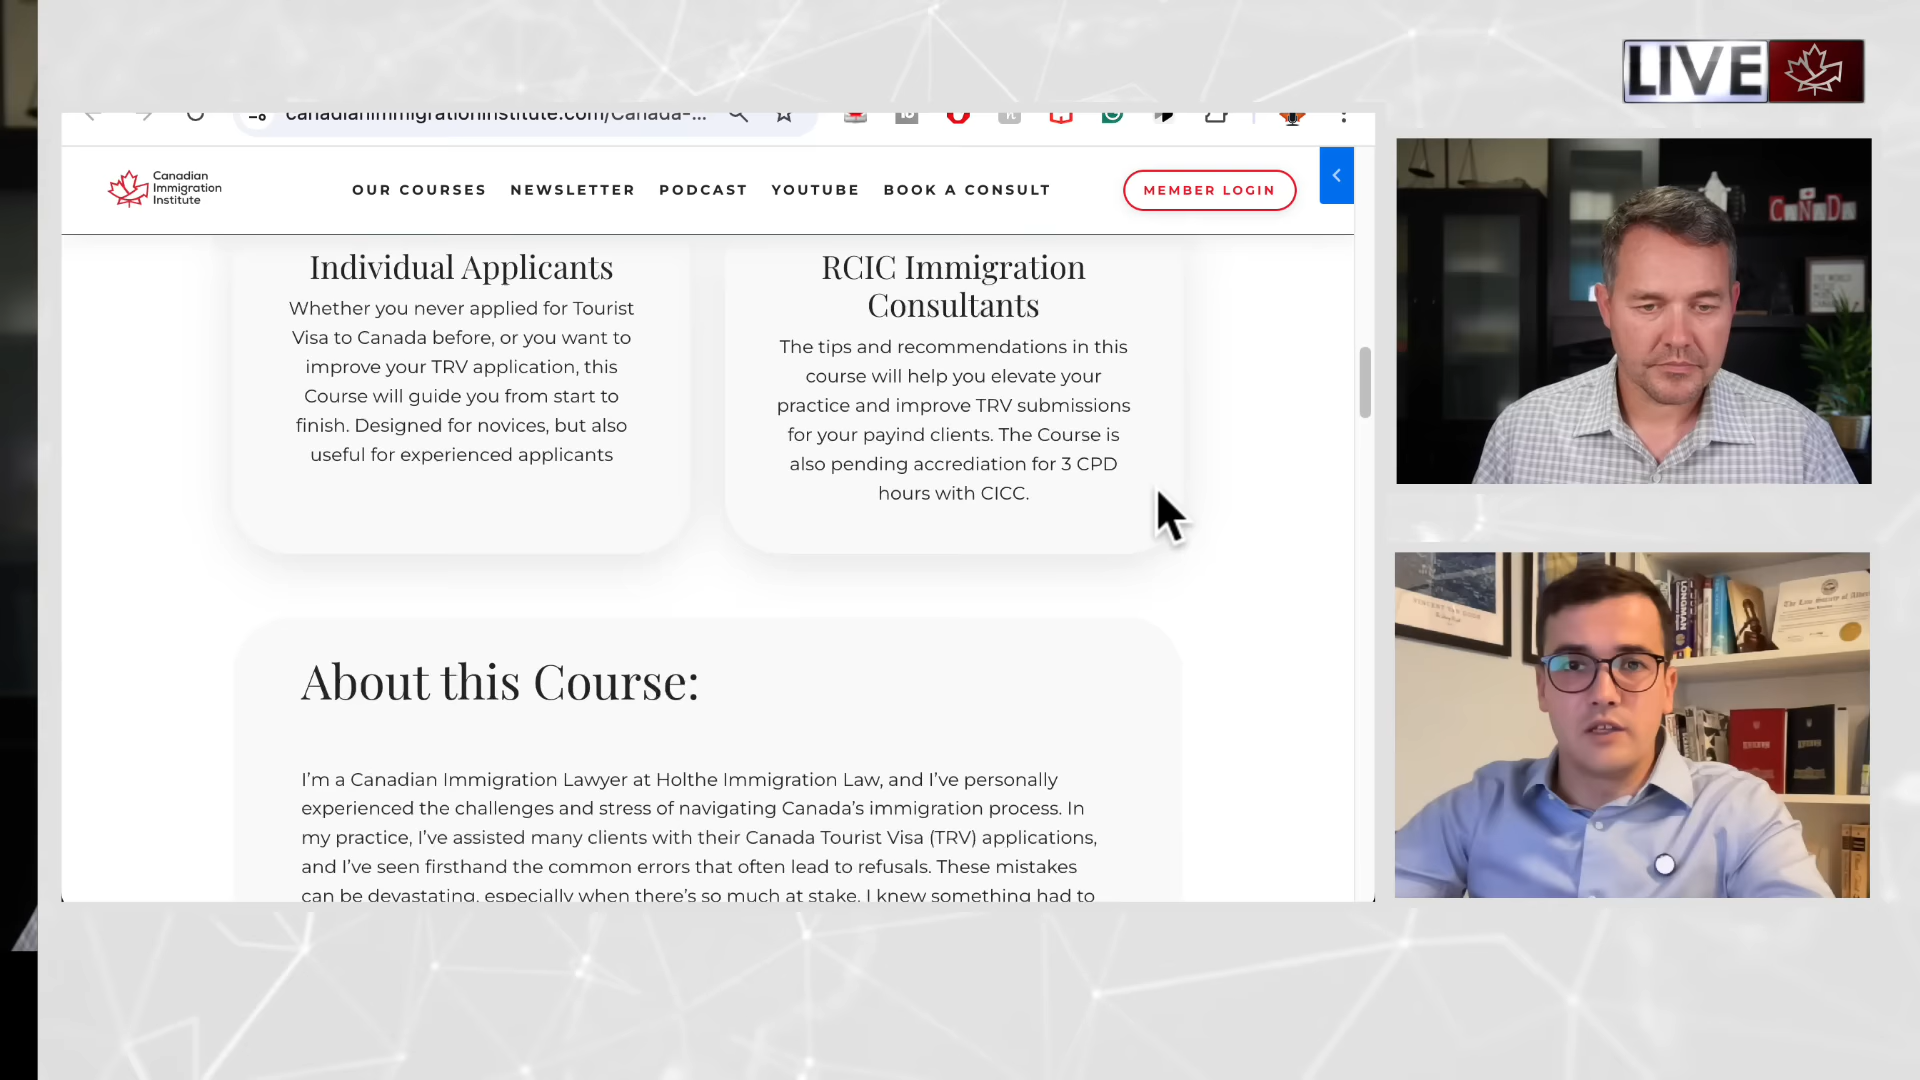 LIVE
canadianimmigrationinstitute.com/Canada-...
Canadian
Immigration
Institute
OUR COURSES NEWSLETTER PODCAST YOUTUBE BOOK A CONSULT
MEMBER LOGIN
Individual Applicants
Whether you never applied for Tourist
Visa to Canada before, or you want to
improve your TRV application, this
Course will guide you from start to
finish. Designed for novices, but also
useful for experienced applicants
RCIC Immigration
Consultants
The tips and recommendations in this
course will help you elevate your
practice and improve TRV submissions
for your payind clients. The Course is
also pending accrediation for 3 CPD
hours with CICC.
About this Course:
I'm a Canadian Immigration Lawyer at Holthe Immigration Law, and I've personally
experienced the challenges and stress of navigating Canada's immigration process. In
my practice, I've assisted many clients with their Canada Tourist Visa (TRV) applications,
and I've seen firsthand the common errors that often lead to refusals. These mistakes
can be devastating, especially when there's so much at stake. I knew something had to
LONGMAN